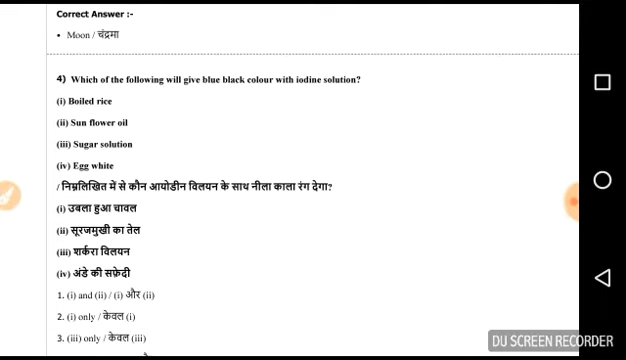 Correct Answer :-
• Moon / चंद्रमा
4) Which of the following will give blue black colour with iodine solution?
(i) Boiled rice
(ii) Sun flower oil
(iii) Sugar solution
(iv) Egg white
/ निम्नलिखित में से कौन आयोडीन विलयन के साथ नीला काला रंग देगा?
(i) उबला हुआ चावल
(ii) सूरजमुखी का तेल
(iii) शर्करा विलयन
(iv) अंडे की सफ़ेदी
1. (i) and (ii) / (i) और (ii)
2. (i) only / केवल (i)
3. (iii) only / केवल (iii)
DU SCREEN RECORDER